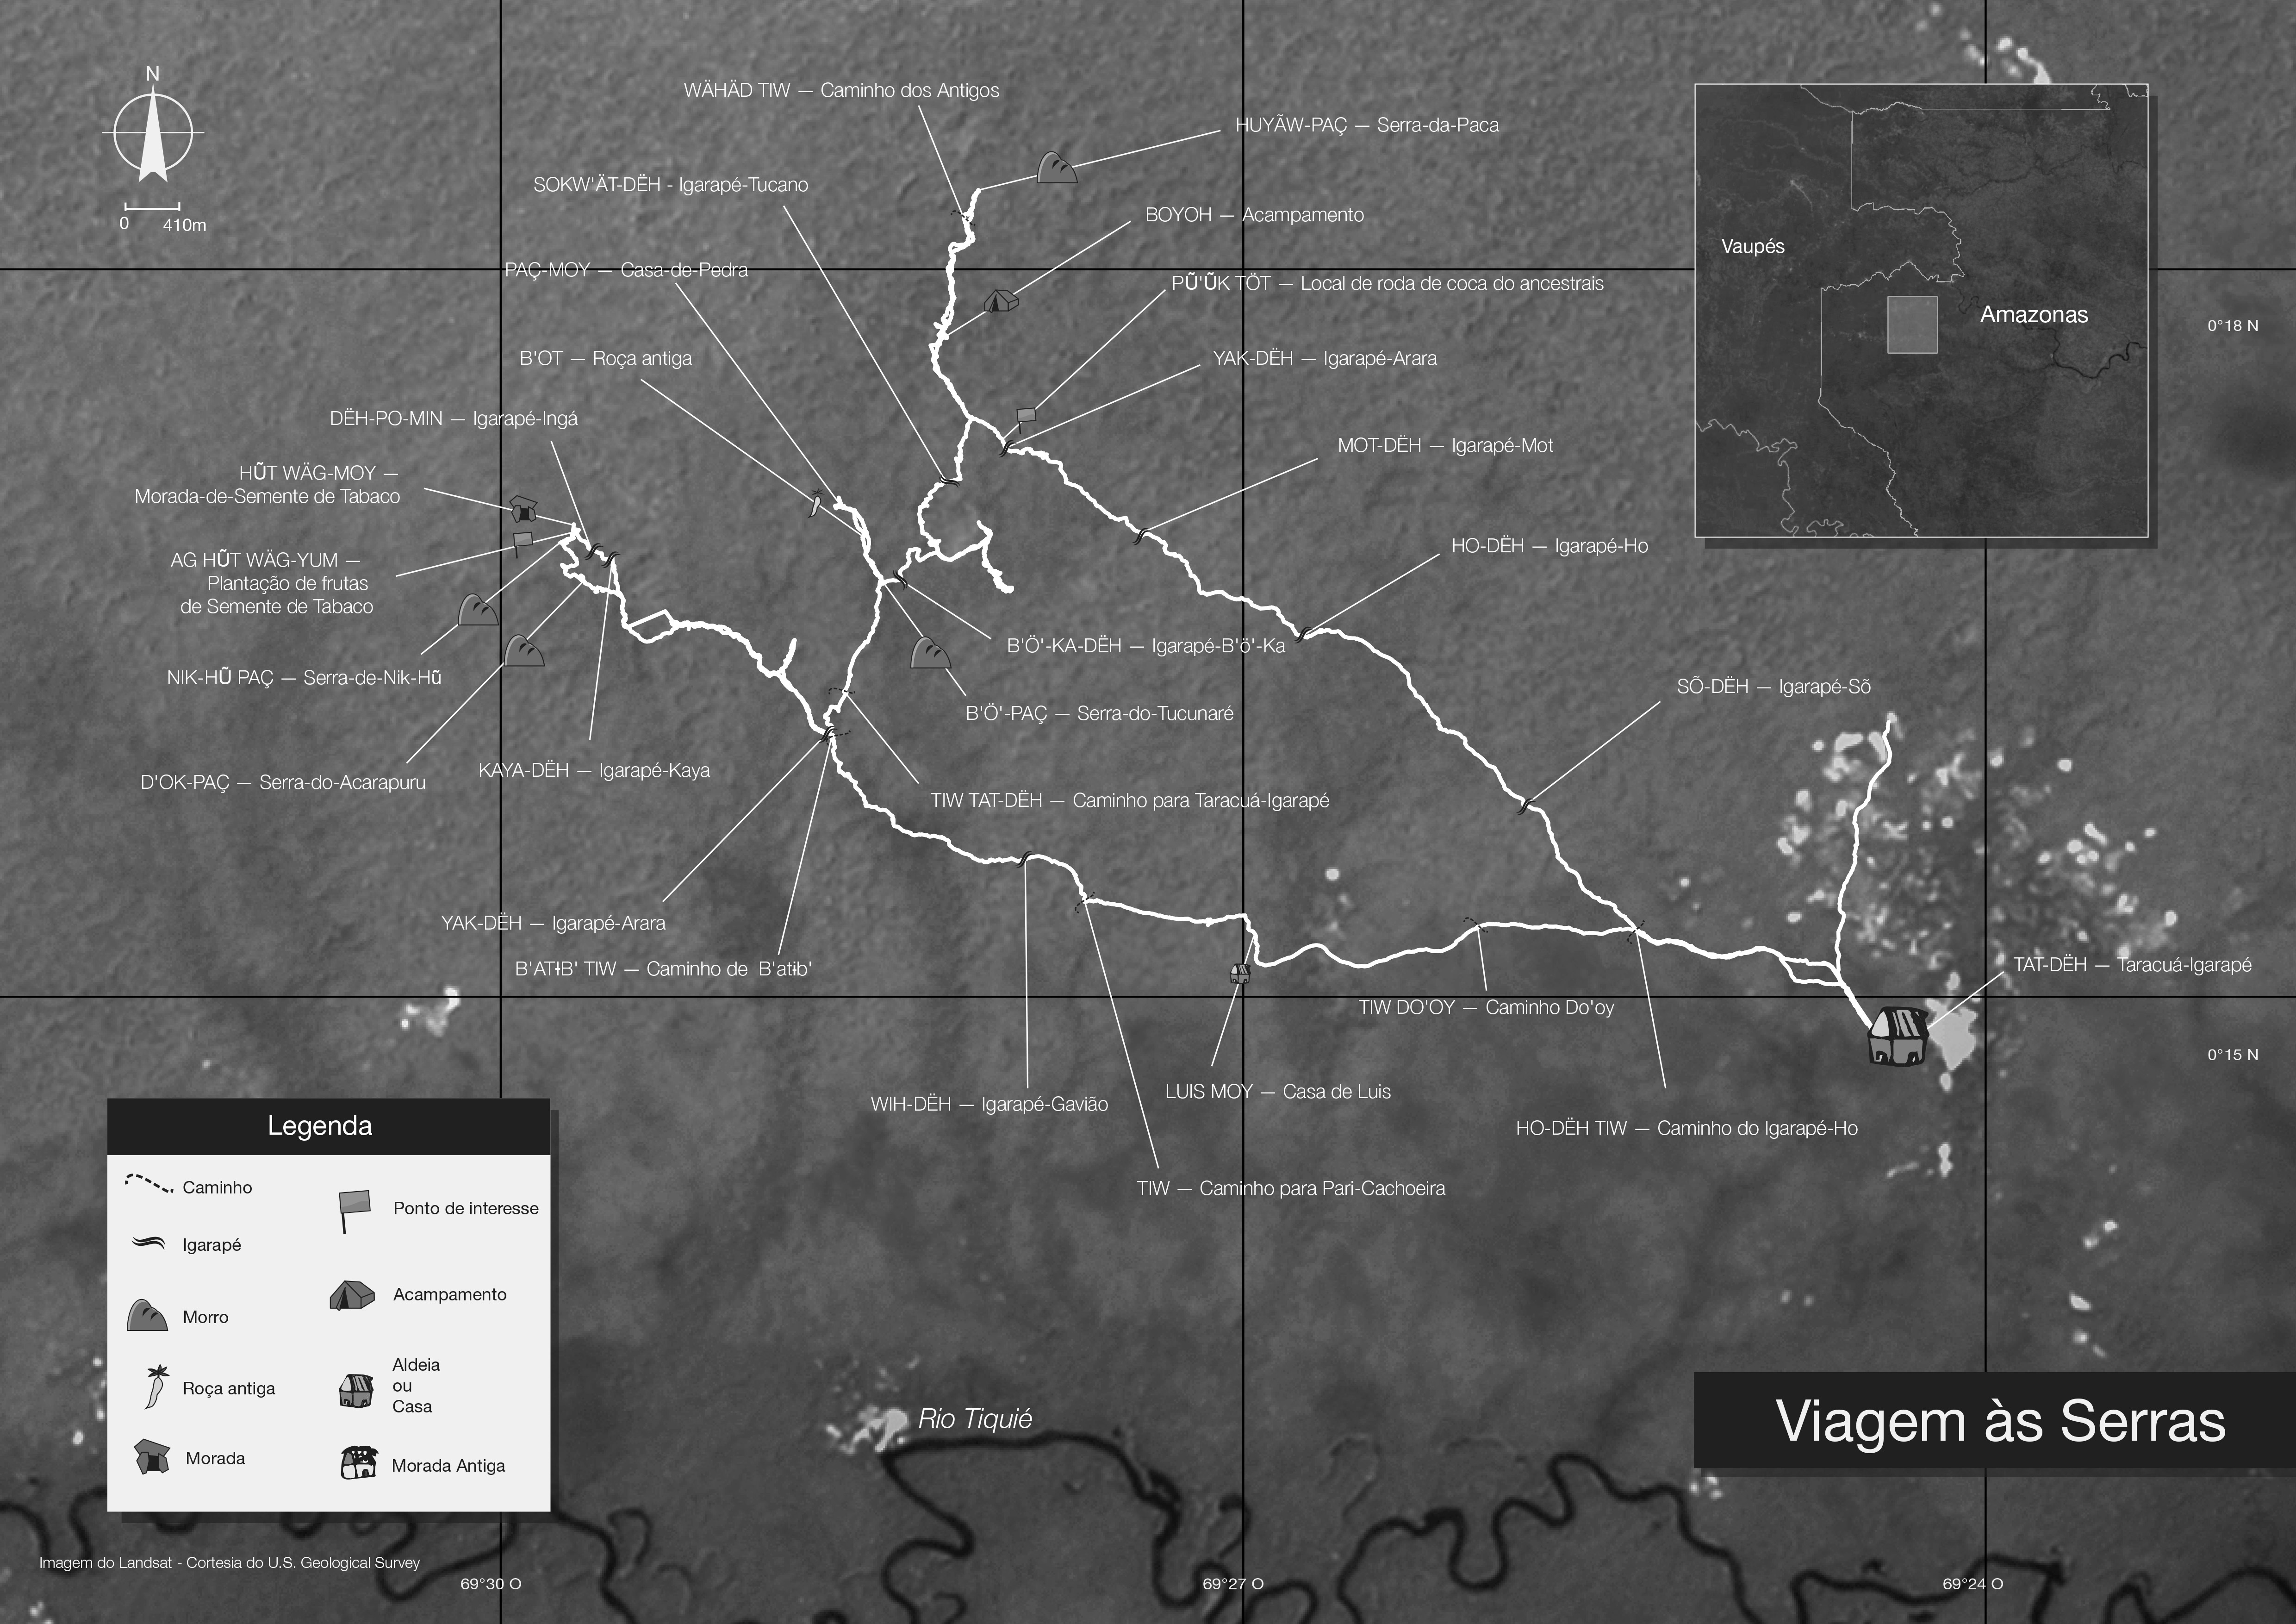 N
0 410m
WÄHÄD TIW — Caminho dos Antigos
HUYÃW-PAÇ — Serra-da-Paca
SOKW'ÄT-DËH - Igarapé-Tucano
BOYOH — Acampamento
PAÇ-MOY — Casa-de-Pedra
PŨ'ŨK TÖT — Local de roda de coca do ancestrais
B'OT — Roça antiga
YAK-DËH — Igarapé-Arara
DËH-PO-MIN — Igarapé-Ingá
MOT-DËH — Igarapé-Mot
HŨT WÄG-MOY —
Morada-de-Semente de Tabaco
AG HŨT WÄG-YUM —
Plantação de frutas
de Semente de Tabaco
HO-DËH — Igarapé-Ho
B'Ö'-KA-DËH — Igarapé-B'ö'-Ka
NIK-HŨ PAÇ — Serra-de-Nik-Hũ
SÕ-DËH — Igarapé-Sõ
B'Ö'-PAÇ — Serra-do-Tucunaré
KAYA-DËH — Igarapé-Kaya
D'OK-PAÇ — Serra-do-Acarapuru
TIW TAT-DËH — Caminho para Taracuá-Igarapé
YAK-DËH — Igarapé-Arara
B'ATɨB' TIW — Caminho de B'atɨb'
TAT-DËH — Taracuá-Igarapé
TIW DO'OY — Caminho Do'oy
LUIS MOY — Casa de Luis
WIH-DËH — Igarapé-Gavião
HO-DËH TIW — Caminho do Igarapé-Ho
TIW — Caminho para Pari-Cachoeira
Vaupés
Amazonas
0°18 N
0°15 N
Legenda
Caminho
Igarapé
Morro
Roça antiga
Morada
Ponto de interesse
Acampamento
Aldeia
ou
Casa
Morada Antiga
Rio Tiquié
Viagem às Serras
Imagem do Landsat - Cortesia do U.S. Geological Survey
69°30 O
69°27 O
69°24 O